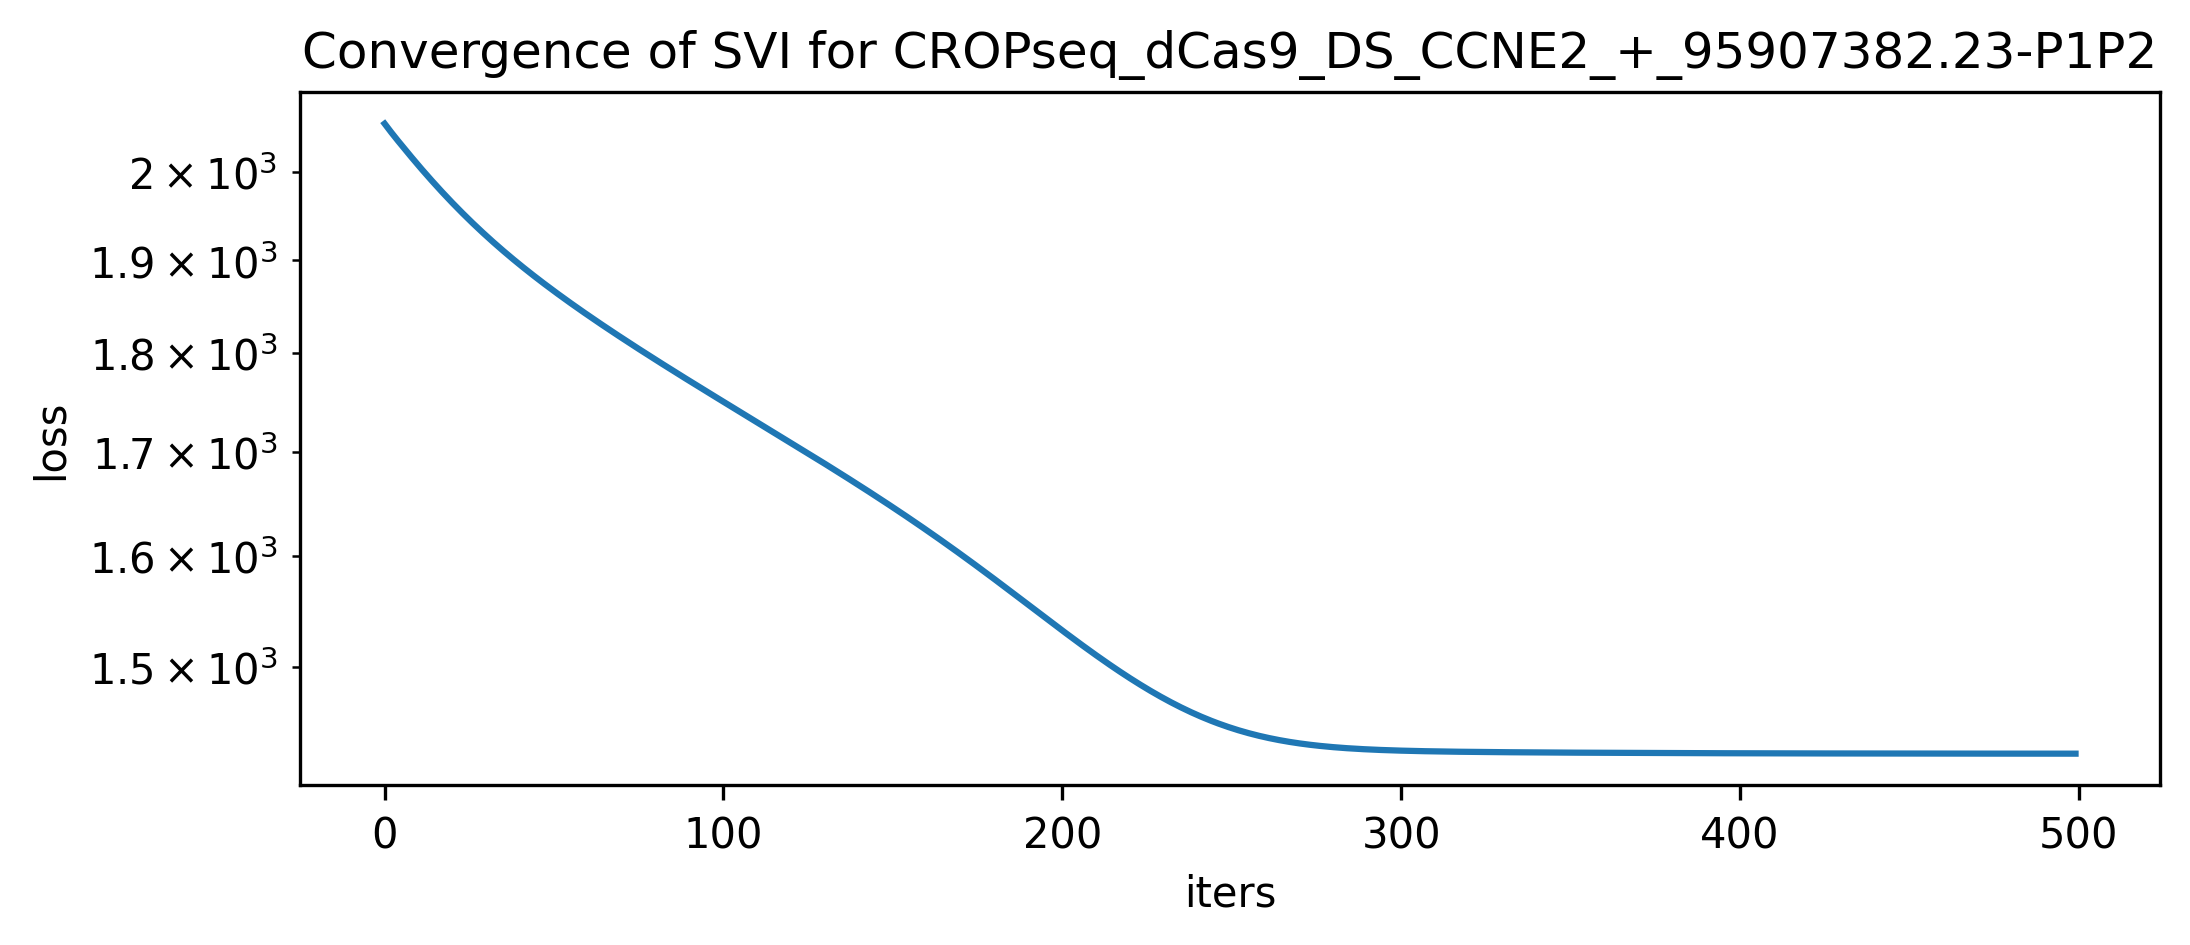 Convergence of SVI for CROPseq_dCas9_DS_CCNE2_+_95907382.23-P1P2
2 × 10³
1.9 × 10³
1.8 × 10³
1.7 × 10³
1.6 × 10³
1.5 × 10³
loss
0 100 200 300 400 500
iters